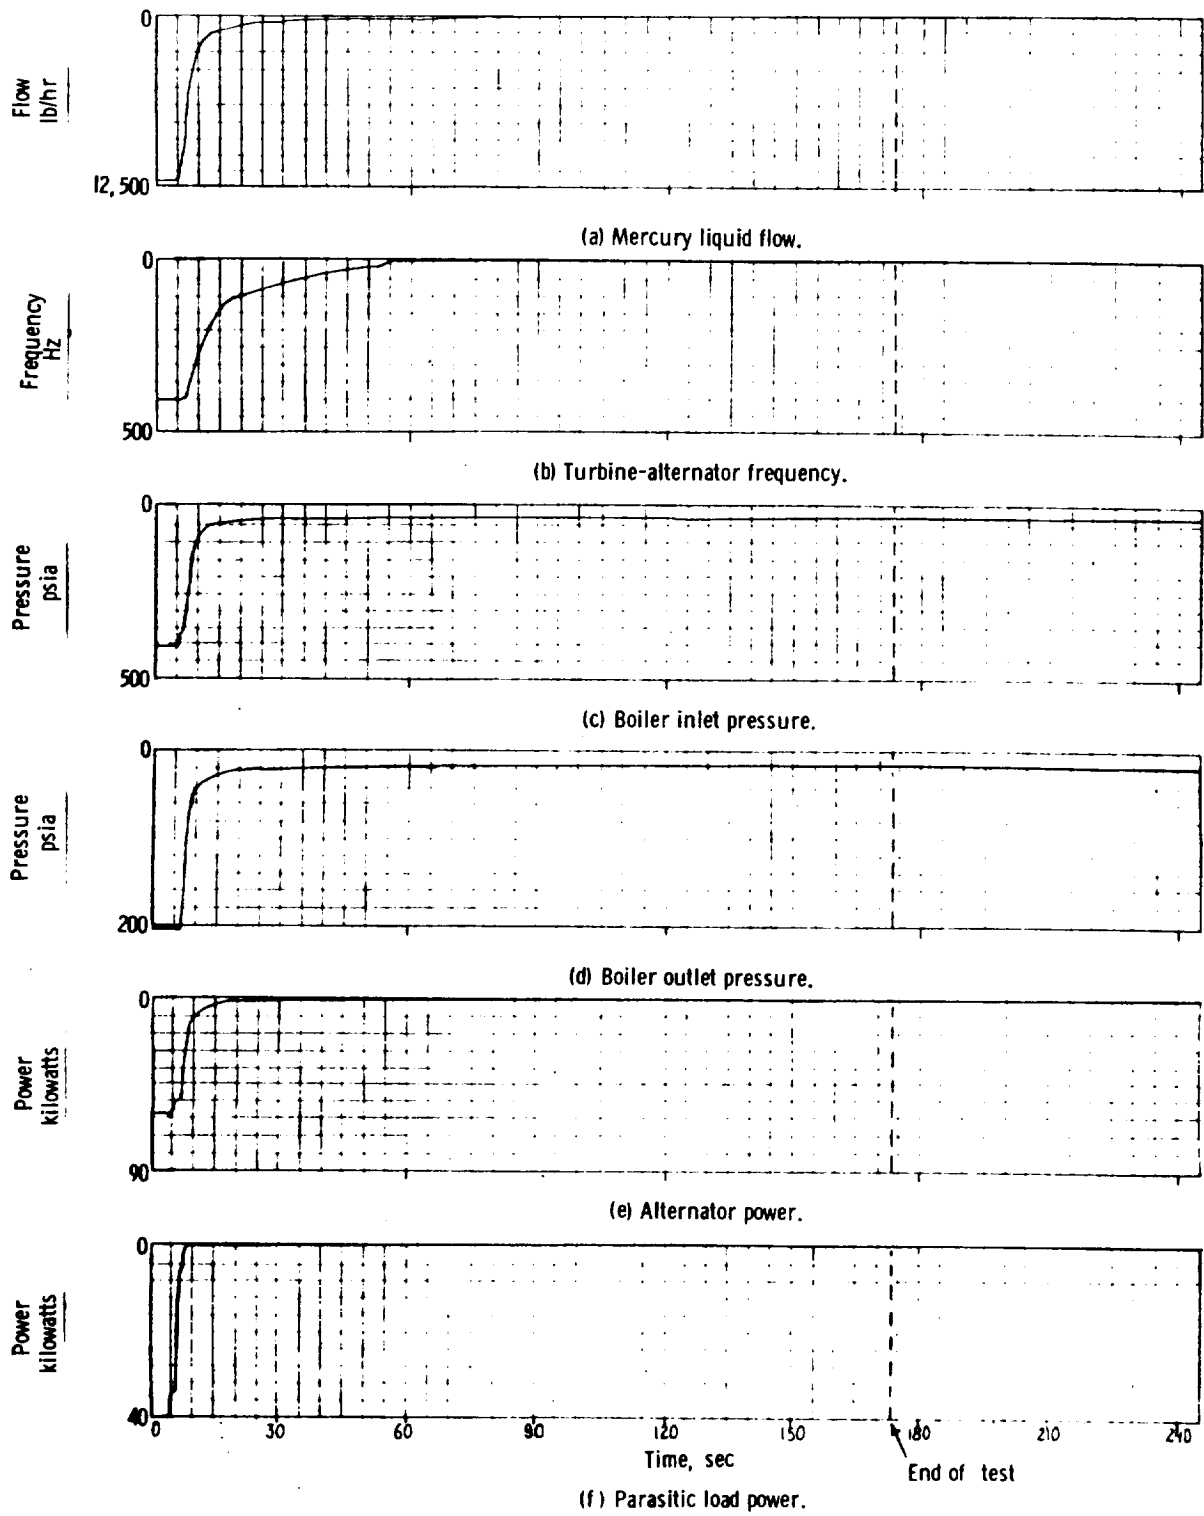 0
Flow
lb/hr
12,500
(a) Mercury liquid flow.
0
Frequency
Hz
500
(b) Turbine-alternator frequency.
0
Pressure
psia
500
(c) Boiler inlet pressure.
0
Pressure
psia
200
(d) Boiler outlet pressure.
0
Power
kilowatts
90
(e) Alternator power.
0
Power
kilowatts
40
0 30 60 90 120 150 180 210 240
Time, sec
End of test
(f) Parasitic load power.